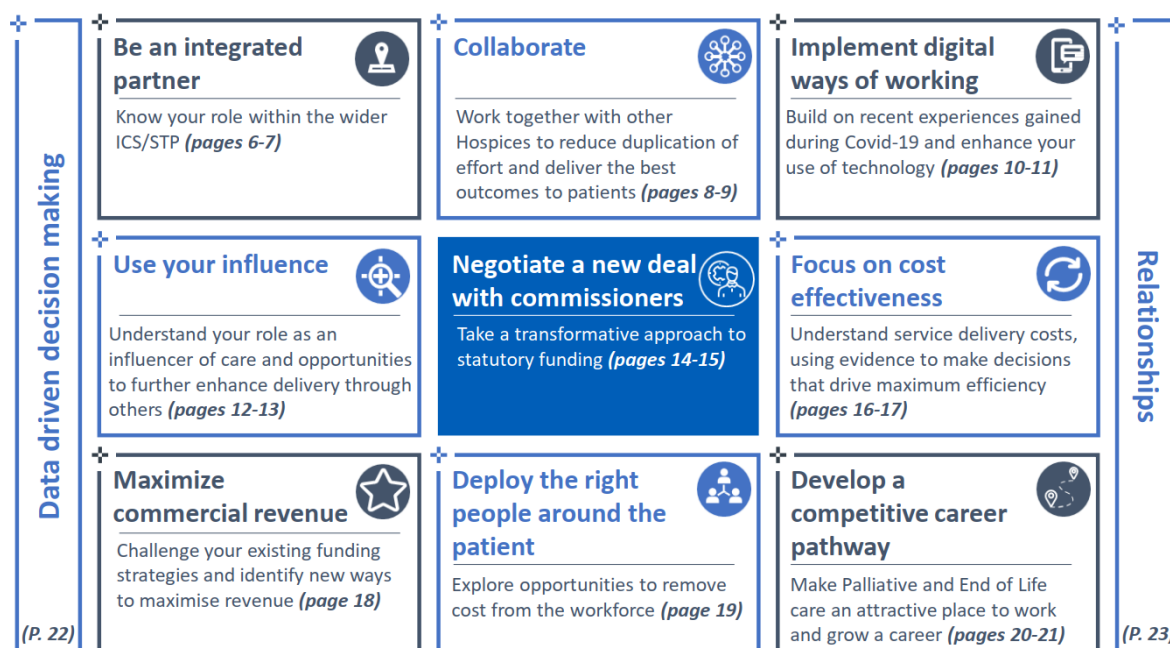 Data driven decision making
(P. 22)
Be an integrated
partner
Know your role within the wider
ICS/STP (pages 6-7)
Collaborate
Work together with other
Hospices to reduce duplication of
effort and deliver the best
outcomes to patients (pages 8-9)
Implement digital
ways of working
Build on recent experiences gained
during Covid-19 and enhance your
use of technology (pages 10-11)
Use your influence
Understand your role as an
influencer of care and opportunities
to further enhance delivery through
others (pages 12-13)
Negotiate a new deal
with commissioners
Take a transformative approach to
statutory funding (pages 14-15)
Focus on cost
effectiveness
Understand service delivery costs,
using evidence to make decisions
that drive maximum efficiency
(pages 16-17)
Maximize
commercial revenue
Challenge your existing funding
strategies and identify new ways
to maximise revenue (page 18)
Deploy the right
people around the
patient
Explore opportunities to remove
cost from the workforce (page 19)
Develop a
competitive career
pathway
Make Palliative and End of Life
care an attractive place to work
and grow a career (pages 20-21)
Relationships
(P. 23)